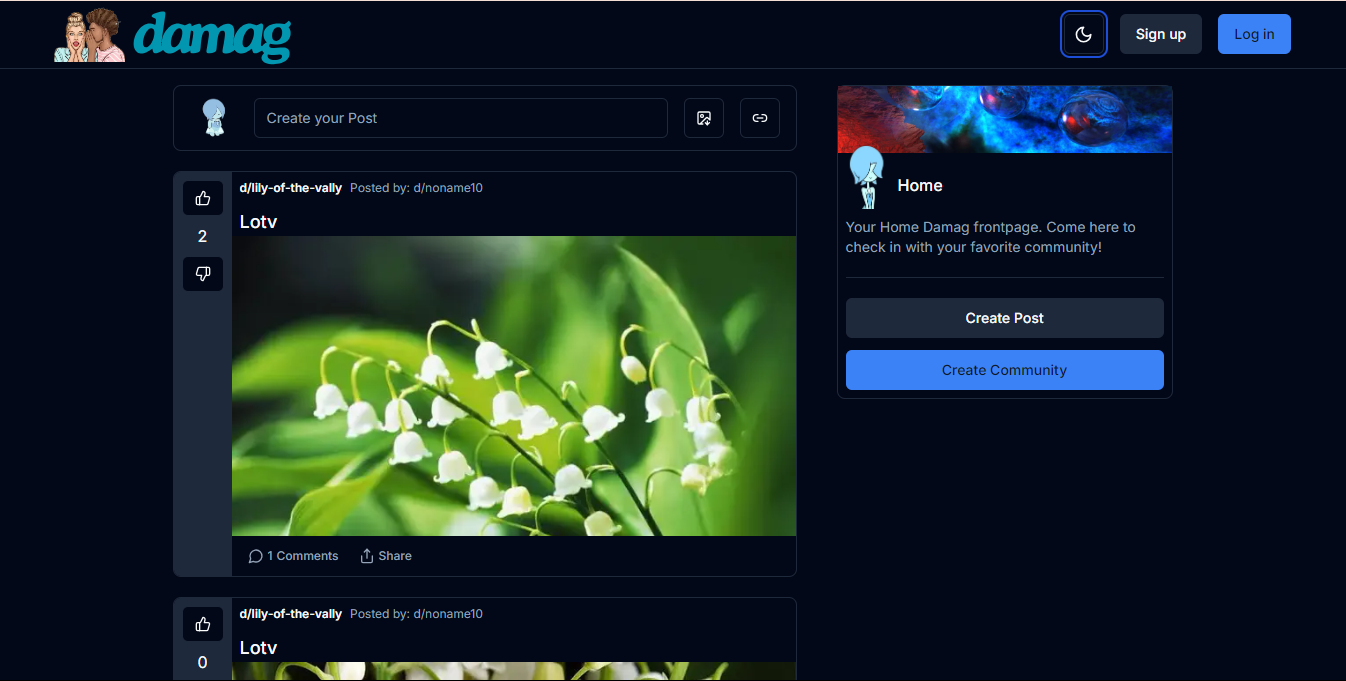 damag
Sign up
Log in
Create your Post
d/lily-of-the-vally Posted by: d/noname10
Lotv
2
1 Comments Share
d/lily-of-the-vally Posted by: d/noname10
Lotv
0
Home
Your Home Damag frontpage. Come here to
check in with your favorite community!
Create Post
Create Community